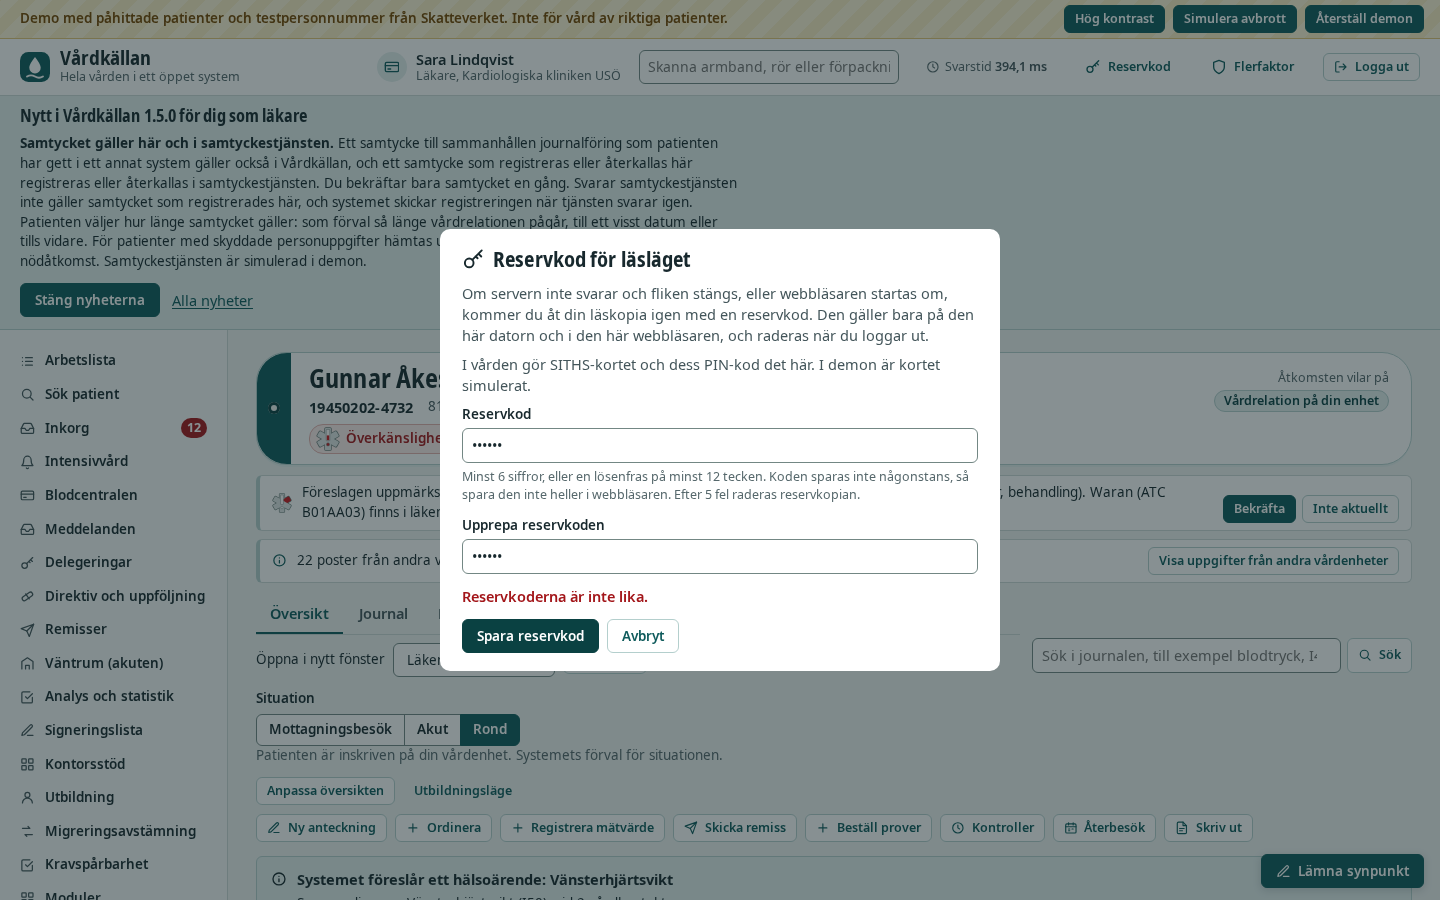 Demo med påhittade patienter och testpersonnummer från Skatteverket. Inte för vård av riktiga patienter.
Hög kontrast
Simulera avbrott
Återställ demon
Vårdkällan
Hela vården i ett öppet system
Sara Lindqvist
Läkare, Kardiologiska kliniken USÖ
Skanna armband, rör eller förpackni
Svarstid 394,1 ms
Reservkod
Flerfaktor
Logga ut
Nytt i Vårdkällan 1.5.0 för dig som läkare
Samtycket gäller här och i samtyckestjänsten. Ett samtycke till sammanhållen journalföring som patienten
har gett i ett annat system gäller också i Vårdkällan, och ett samtycke som registreras eller återkallas här
registreras eller återkallas i samtyckestjänsten. Du bekräftar bara samtycket en gång. Svarar samtyckestjänsten
inte gäller samtycket som registrerades här, och systemet skickar registreringen när tjänsten svarar igen.
Patienten väljer hur länge samtycket gäller: som förval så länge vårdrelationen pågår, till ett visst datum eller
tills vidare. För patienter med skyddade personuppgifter hämtas
nödåtkomst. Samtyckestjänsten är simulerad i demon.
Stäng nyheterna
Alla nyheter
Reservkod för läsläget
Om servern inte svarar och fliken stängs, eller webbläsaren startas om,
kommer du åt din läskopia igen med en reservkod. Den gäller bara på den
här datorn och i den här webbläsaren, och raderas när du loggar ut.
I vården gör SITHS-kortet och dess PIN-kod det här. I demon är kortet
simulerat.
Reservkod
••••••
Minst 6 siffror, eller en lösenfras på minst 12 tecken. Koden sparas inte någonstans, så
spara den inte heller i webbläsaren. Efter 5 fel raderas reservkopian.
Upprepa reservkoden
••••••
Reservkoderna är inte lika.
Spara reservkod
Avbryt
Arbetslista
Sök patient
Inkorg
12
Intensivvård
Blodcentralen
Meddelanden
Delegeringar
Direktiv och uppföljning
Remisser
Väntrum (akuten)
Analys och statistik
Signeringslista
Kontorsstöd
Utbildning
Migreringsavstämning
Kravspårbarhet
Moduler
Gunnar Åkes
19450202-4732
81
Överkänslighe
Åtkomsten vilar på
Vårdrelation på din enhet
Föreslagen uppmärks
, behandling). Waran (ATC
B01AA03) finns i läker
Bekräfta
Inte aktuellt
22 poster från andra v
Visa uppgifter från andra vårdenheter
Översikt
Journal
Öppna i nytt fönster
Läker
Sök i journalen, till exempel blodtryck, I
Sök
Situation
Mottagningsbesök
Akut
Rond
Patienten är inskriven på din vårdenhet. Systemets förval för situationen.
Anpassa översikten
Utbildningsläge
Ny anteckning
Ordinera
Registrera mätvärde
Skicka remiss
Beställ prover
Kontroller
Återbesök
Skriv ut
Systemet föreslår ett hälsoärende: Vänsterhjärtsvikt
Lämna synpunkt